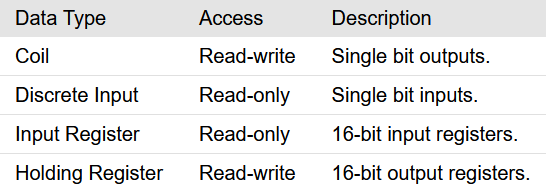 Data Type Access Description
Coil Read-write Single bit outputs.
Discrete Input Read-only Single bit inputs.
Input Register Read-only 16-bit input registers.
Holding Register Read-write 16-bit output registers.